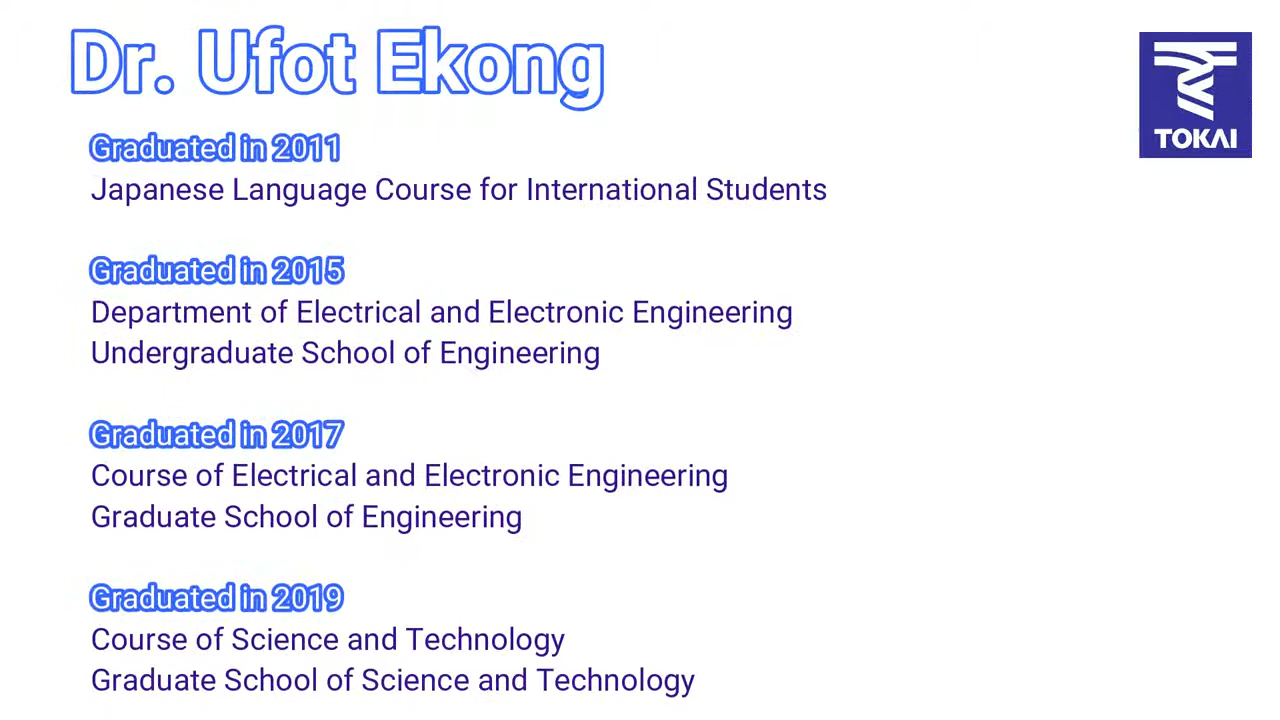 Dr. Ufot Ekong
TOKAI
Graduated in 2011
Japanese Language Course for International Students
Graduated in 2015
Department of Electrical and Electronic Engineering
Undergraduate School of Engineering
Graduated in 2017
Course of Electrical and Electronic Engineering
Graduate School of Engineering
Graduated in 2019
Course of Science and Technology
Graduate School of Science and Technology